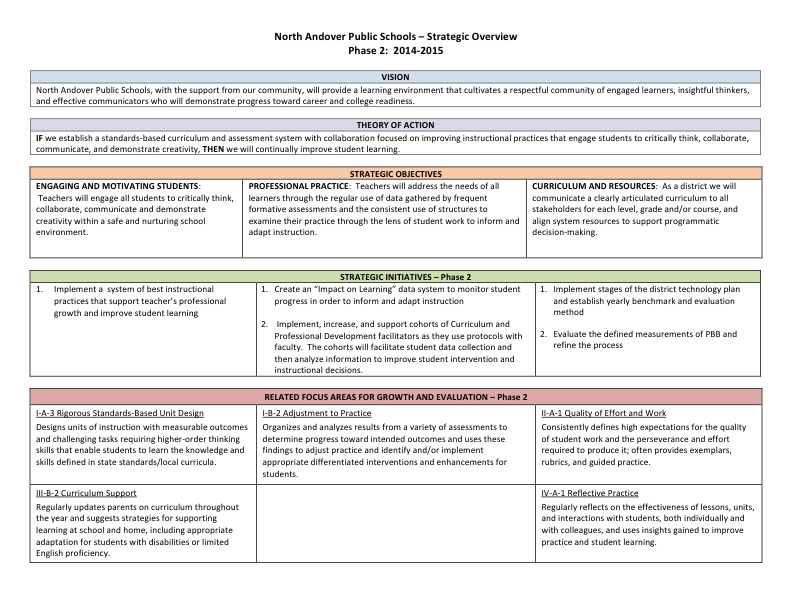 North Andover Public Schools – Strategic Overview
Phase 2:  2014-2015
VISION
North Andover Public Schools, with the support from our community, will provide a learning environment that cultivates a respectful community of engaged learners, insightful thinkers,
and effective communicators who will demonstrate progress toward career and college readiness.
THEORY OF ACTION
IF we establish a standards-based curriculum and assessment system with collaboration focused on improving instructional practices that engage students to critically think, collaborate,
communicate, and demonstrate creativity, THEN we will continually improve student learning.
STRATEGIC OBJECTIVES
ENGAGING AND MOTIVATING STUDENTS:
Teachers will engage all students to critically think,
collaborate, communicate and demonstrate
creativity within a safe and nurturing school
environment.
PROFESSIONAL PRACTICE:  Teachers will address the needs of all
learners through the regular use of data gathered by frequent
formative assessments and the consistent use of structures to
examine their practice through the lens of student work to inform and
adapt instruction.
CURRICULUM AND RESOURCES:  As a district we will
communicate a clearly articulated curriculum to all
stakeholders for each level, grade and/or course, and
align system resources to support programmatic
decision-making.
STRATEGIC INITIATIVES – Phase 2
1.   Implement a  system of best instructional
practices that support teacher's professional
growth and improve student learning
1.   Create an "Impact on Learning" data system to monitor student
progress in order to inform and adapt instruction
2.   Implement, increase, and support cohorts of Curriculum and
Professional Development facilitators as they use protocols with
faculty.  The cohorts will facilitate student data collection and
then analyze information to improve student intervention and
instructional decisions.
1.   Implement stages of the district technology plan
and establish yearly benchmark and evaluation
method
2.   Evaluate the defined measurements of PBB and
refine the process
RELATED FOCUS AREAS FOR GROWTH AND EVALUATION – Phase 2
I-A-3 Rigorous Standards-Based Unit Design
Designs units of instruction with measurable outcomes
and challenging tasks requiring higher-order thinking
skills that enable students to learn the knowledge and
skills defined in state standards/local curricula.
I-B-2 Adjustment to Practice
Organizes and analyzes results from a variety of assessments to
determine progress toward intended outcomes and uses these
findings to adjust practice and identify and/or implement
appropriate differentiated interventions and enhancements for
students.
II-A-1 Quality of Effort and Work
Consistently defines high expectations for the quality
of student work and the perseverance and effort
required to produce it; often provides exemplars,
rubrics, and guided practice.
III-B-2 Curriculum Support
Regularly updates parents on curriculum throughout
the year and suggests strategies for supporting
learning at school and home, including appropriate
adaptation for students with disabilities or limited
English proficiency.
IV-A-1 Reflective Practice
Regularly reflects on the effectiveness of lessons, units,
and interactions with students, both individually and
with colleagues, and uses insights gained to improve
practice and student learning.